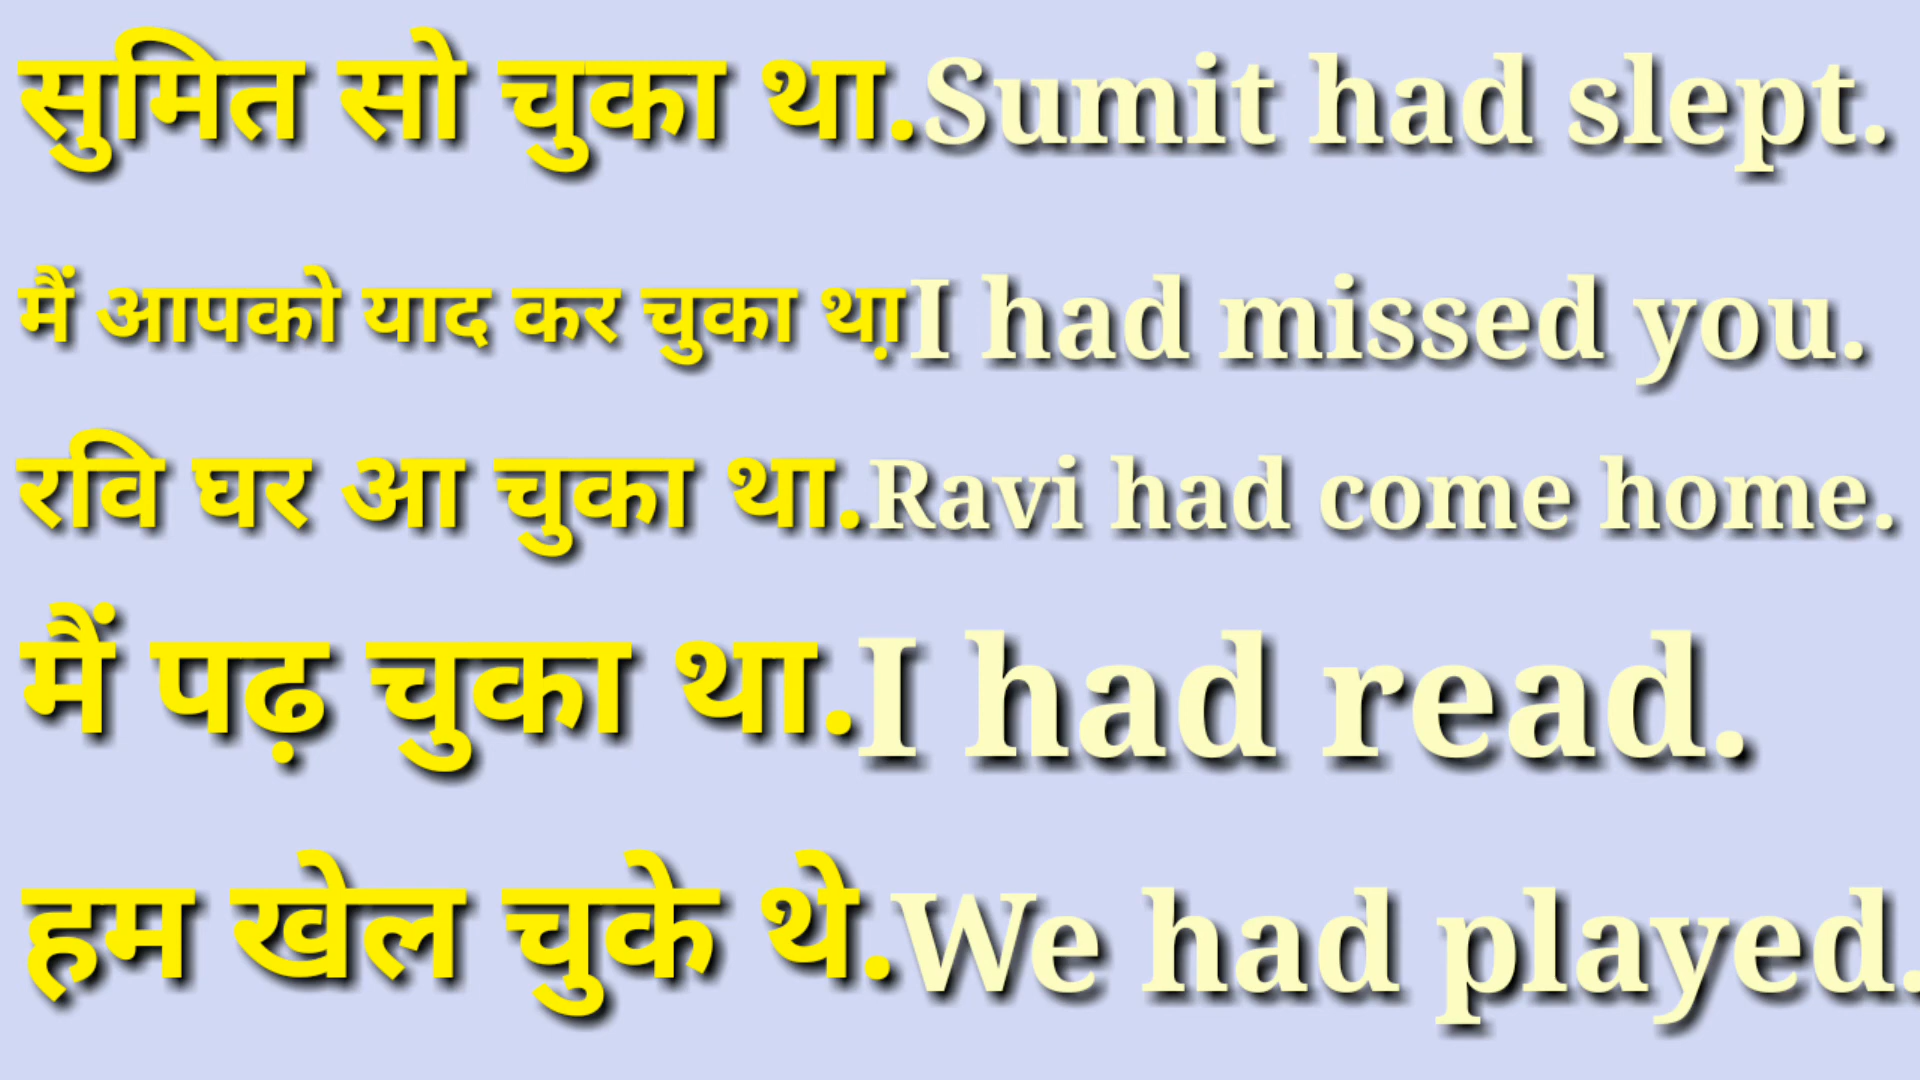 सुमित सो चुका था.Sumit had slept.
मैं आपको याद कर चुका था़I had missed you.
रवि घर आ चुका था.Ravi had come home.
मैं पढ़ चुका था.I had read.
हम खेल चुके थे.We had played.